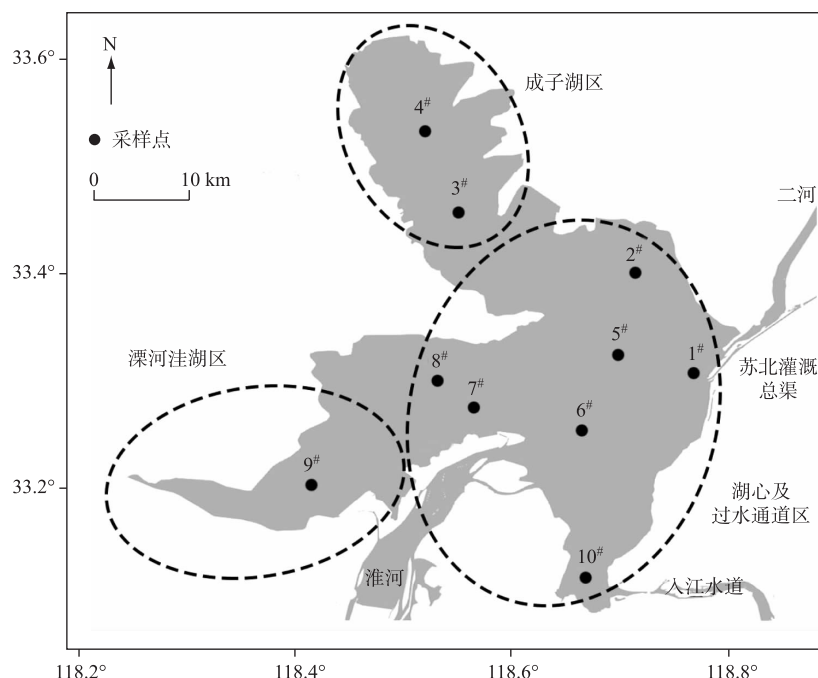 33.6°
N
成子湖区
4#
采样点
0 10 km
3#
二河
2#
33.4°
5#
溧河洼湖区
8#
1#
苏北灌溉
总渠
7#
6#
9#
33.2°
湖心及
过水通道区
10#
淮河
入江水道
118.2° 118.4° 118.6° 118.8°